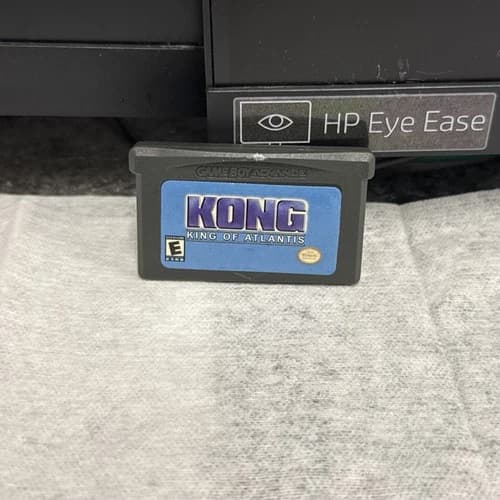 HP Eye Ease
GAME BOY ADVANCE
KONG
KING OF ATLANTIS
E